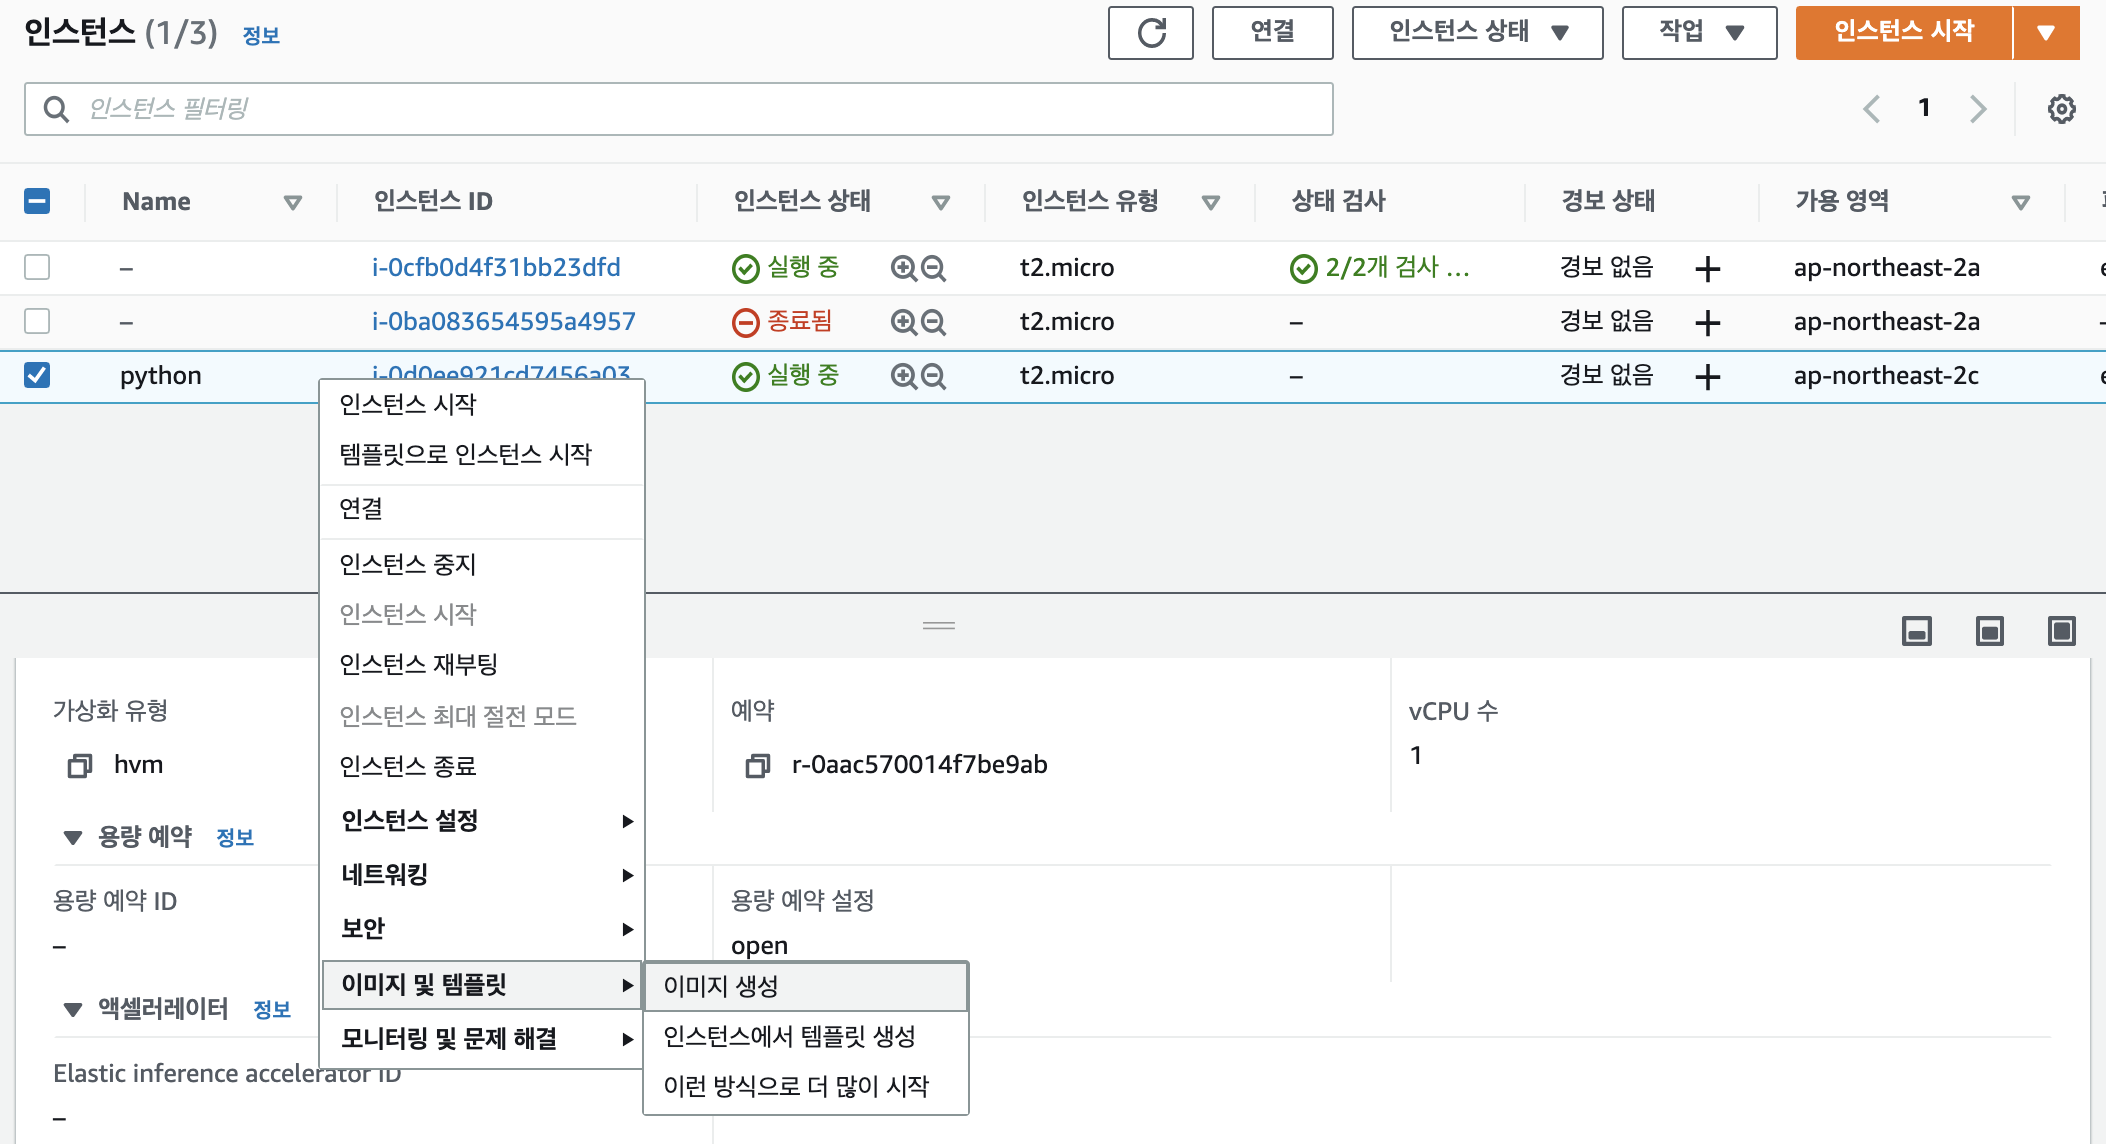 인스턴스 (1/3) 정보
연결
인스턴스 상태
작업
인스턴스 시작
인스턴스 필터링
1
Name 인스턴스 ID 인스턴스 상태 인스턴스 유형 상태 검사 경보 상태 가용 영역
– i-0cfb0d4f31bb23dfd 실행 중 t2.micro 2/2개 검사 ... 경보 없음 + ap-northeast-2a
– i-0ba083654595a4957 종료됨 t2.micro – 경보 없음 + ap-northeast-2a
python i-0d0ee921cd7456a03 실행 중 t2.micro – 경보 없음 + ap-northeast-2c
인스턴스 시작
템플릿으로 인스턴스 시작
연결
인스턴스 중지
인스턴스 시작
인스턴스 재부팅
인스턴스 최대 절전 모드
인스턴스 종료
인스턴스 설정
네트워킹
보안
이미지 및 템플릿
모니터링 및 문제 해결
이미지 생성
인스턴스에서 템플릿 생성
이런 방식으로 더 많이 시작
가상화 유형
hvm
예약
r-0aac570014f7be9ab
vCPU 수
1
용량 예약 정보
용량 예약 ID
–
용량 예약 설정
open
액셀러레이터 정보
Elastic inference accelerator ID
–